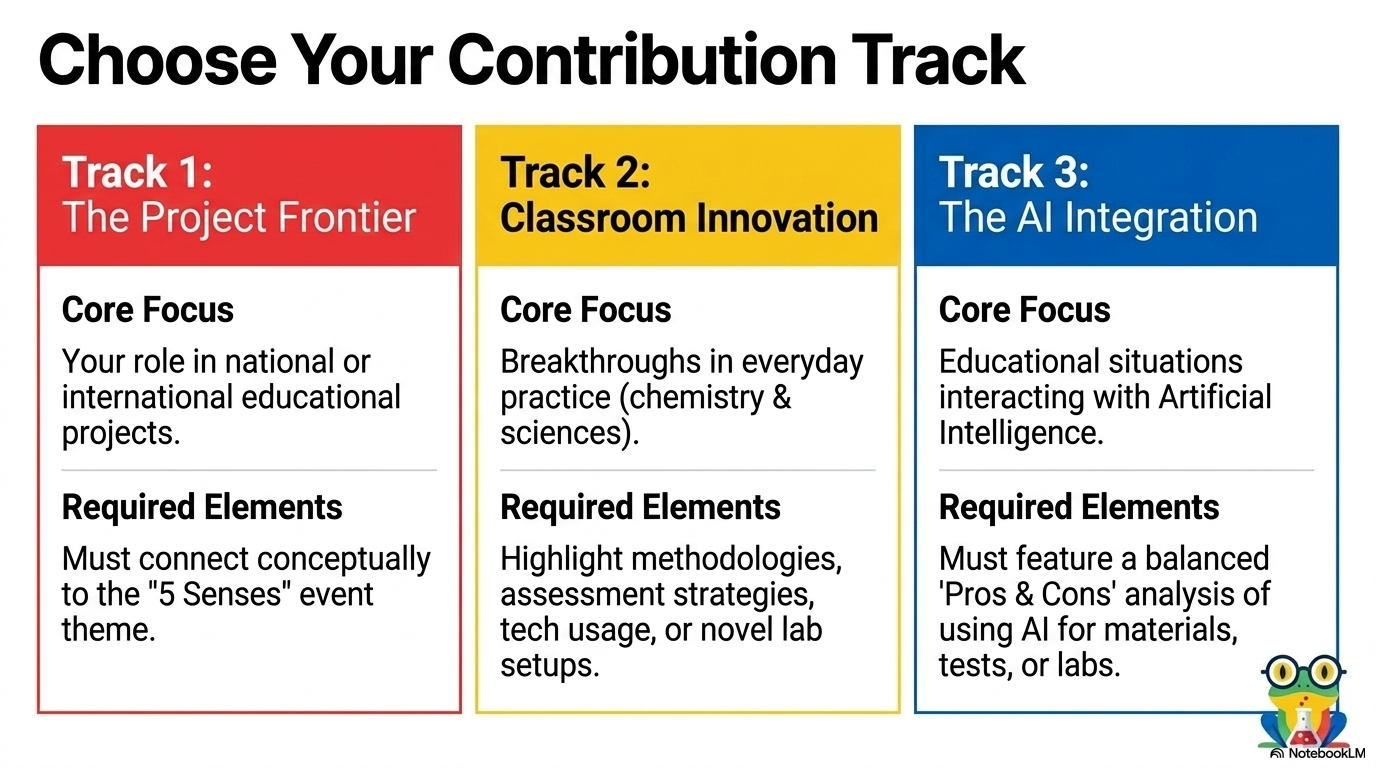 Choose Your Contribution Track
Track 1:
The Project Frontier
Core Focus
Your role in national or
international educational
projects.
Required Elements
Must connect conceptually
to the "5 Senses" event
theme.
Track 2:
Classroom Innovation
Core Focus
Breakthroughs in everyday
practice (chemistry &
sciences).
Required Elements
Highlight methodologies,
assessment strategies,
tech usage, or novel lab
setups.
Track 3:
The AI Integration
Core Focus
Educational situations
interacting with Artificial
Intelligence.
Required Elements
Must feature a balanced
'Pros & Cons' analysis of
using AI for materials,
tests, or labs.
NotebookLM